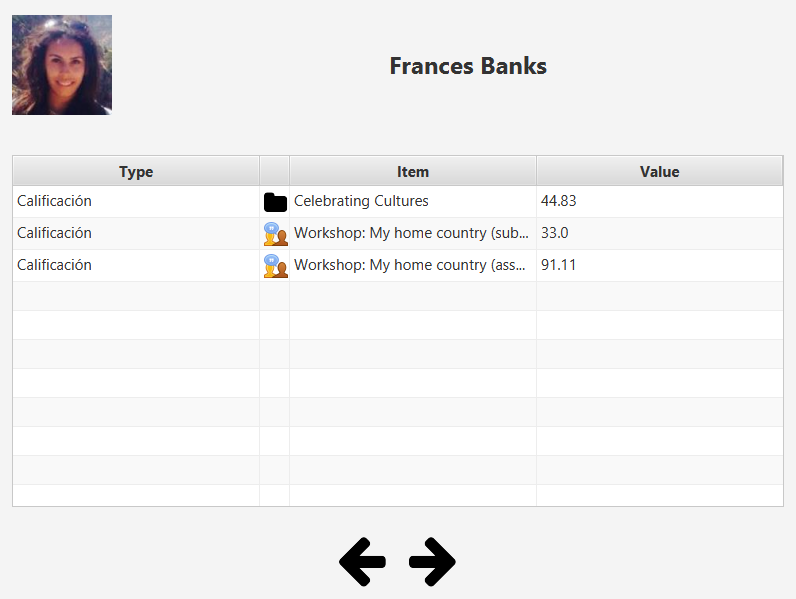 Frances Banks
Type Item Value
Calificación Celebrating Cultures 44.83
Calificación Workshop: My home country (sub... 33.0
Calificación Workshop: My home country (ass... 91.11